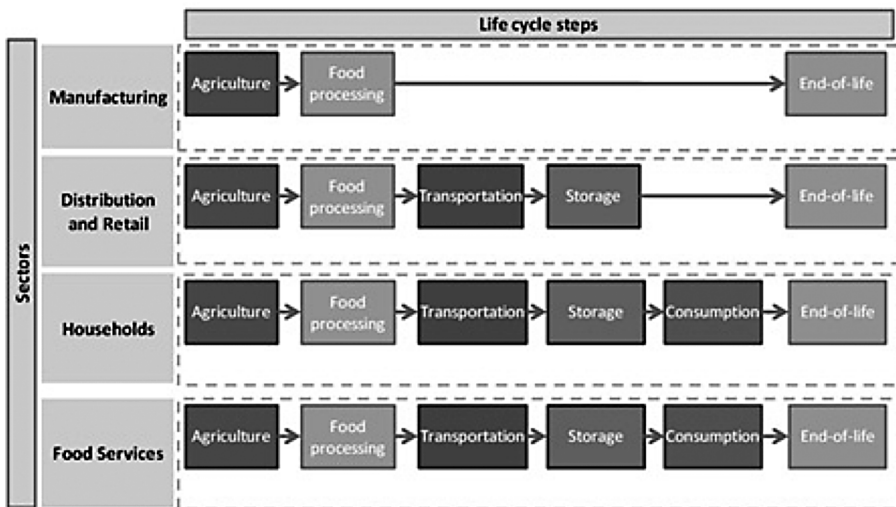 Life cycle steps
Sectors
Manufacturing
Agriculture
Food
processing
End-of-life
Distribution
and Retail
Agriculture
Food
processing
Transportation
Storage
End-of-life
Households
Agriculture
Food
processing
Transportation
Storage
Consumption
End-of-life
Food Services
Agriculture
Food
processing
Transportation
Storage
Consumption
End-of-life